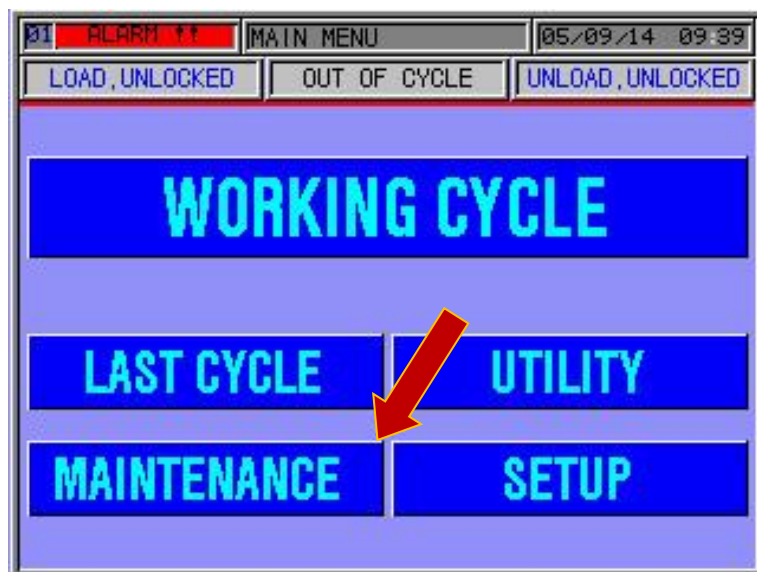 01 ALARM !! MAIN MENU 05/09/14 09:39
LOAD,UNLOCKED OUT OF CYCLE UNLOAD,UNLOCKED
WORKING CYCLE
LAST CYCLE UTILITY
MAINTENANCE SETUP